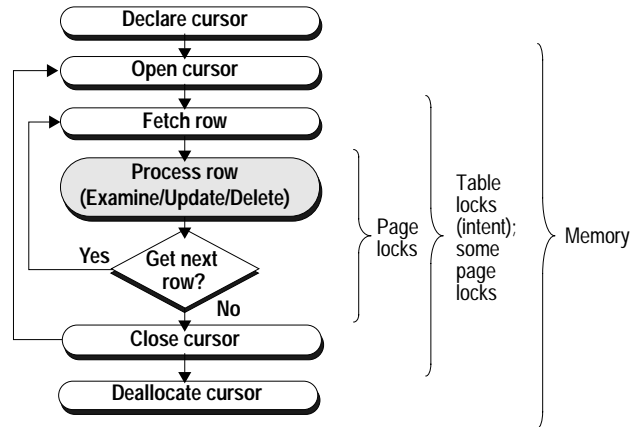 Declare cursor
Open cursor
Fetch row
Process row
(Examine/Update/Delete)
Yes
Get next
row?
No
Close cursor
Deallocate cursor
Page
locks
Table
locks
(intent);
some
page
locks
Memory